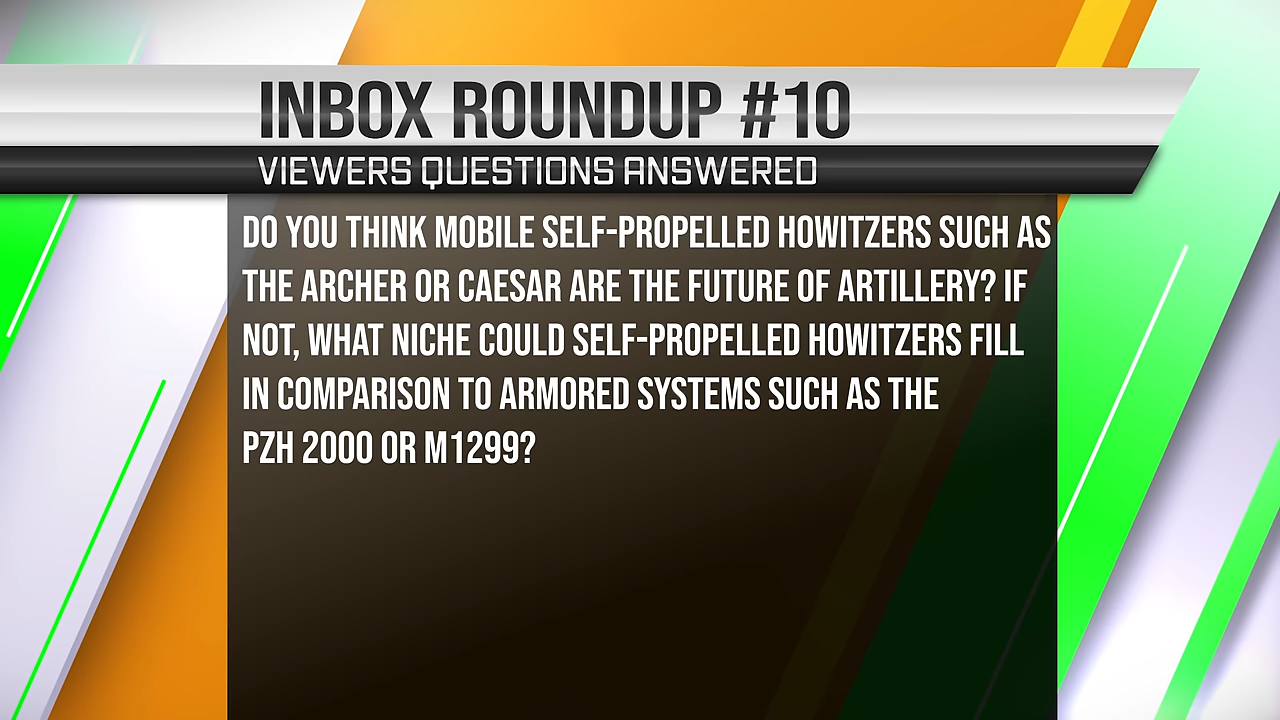 INBOX ROUNDUP #10
VIEWERS QUESTIONS ANSWERED
DO YOU THINK MOBILE SELF-PROPELLED HOWITZERS SUCH AS
THE ARCHER OR CAESAR ARE THE FUTURE OF ARTILLERY? IF
NOT, WHAT NICHE COULD SELF-PROPELLED HOWITZERS FILL
IN COMPARISON TO ARMORED SYSTEMS SUCH AS THE
PZH 2000 OR M1299?